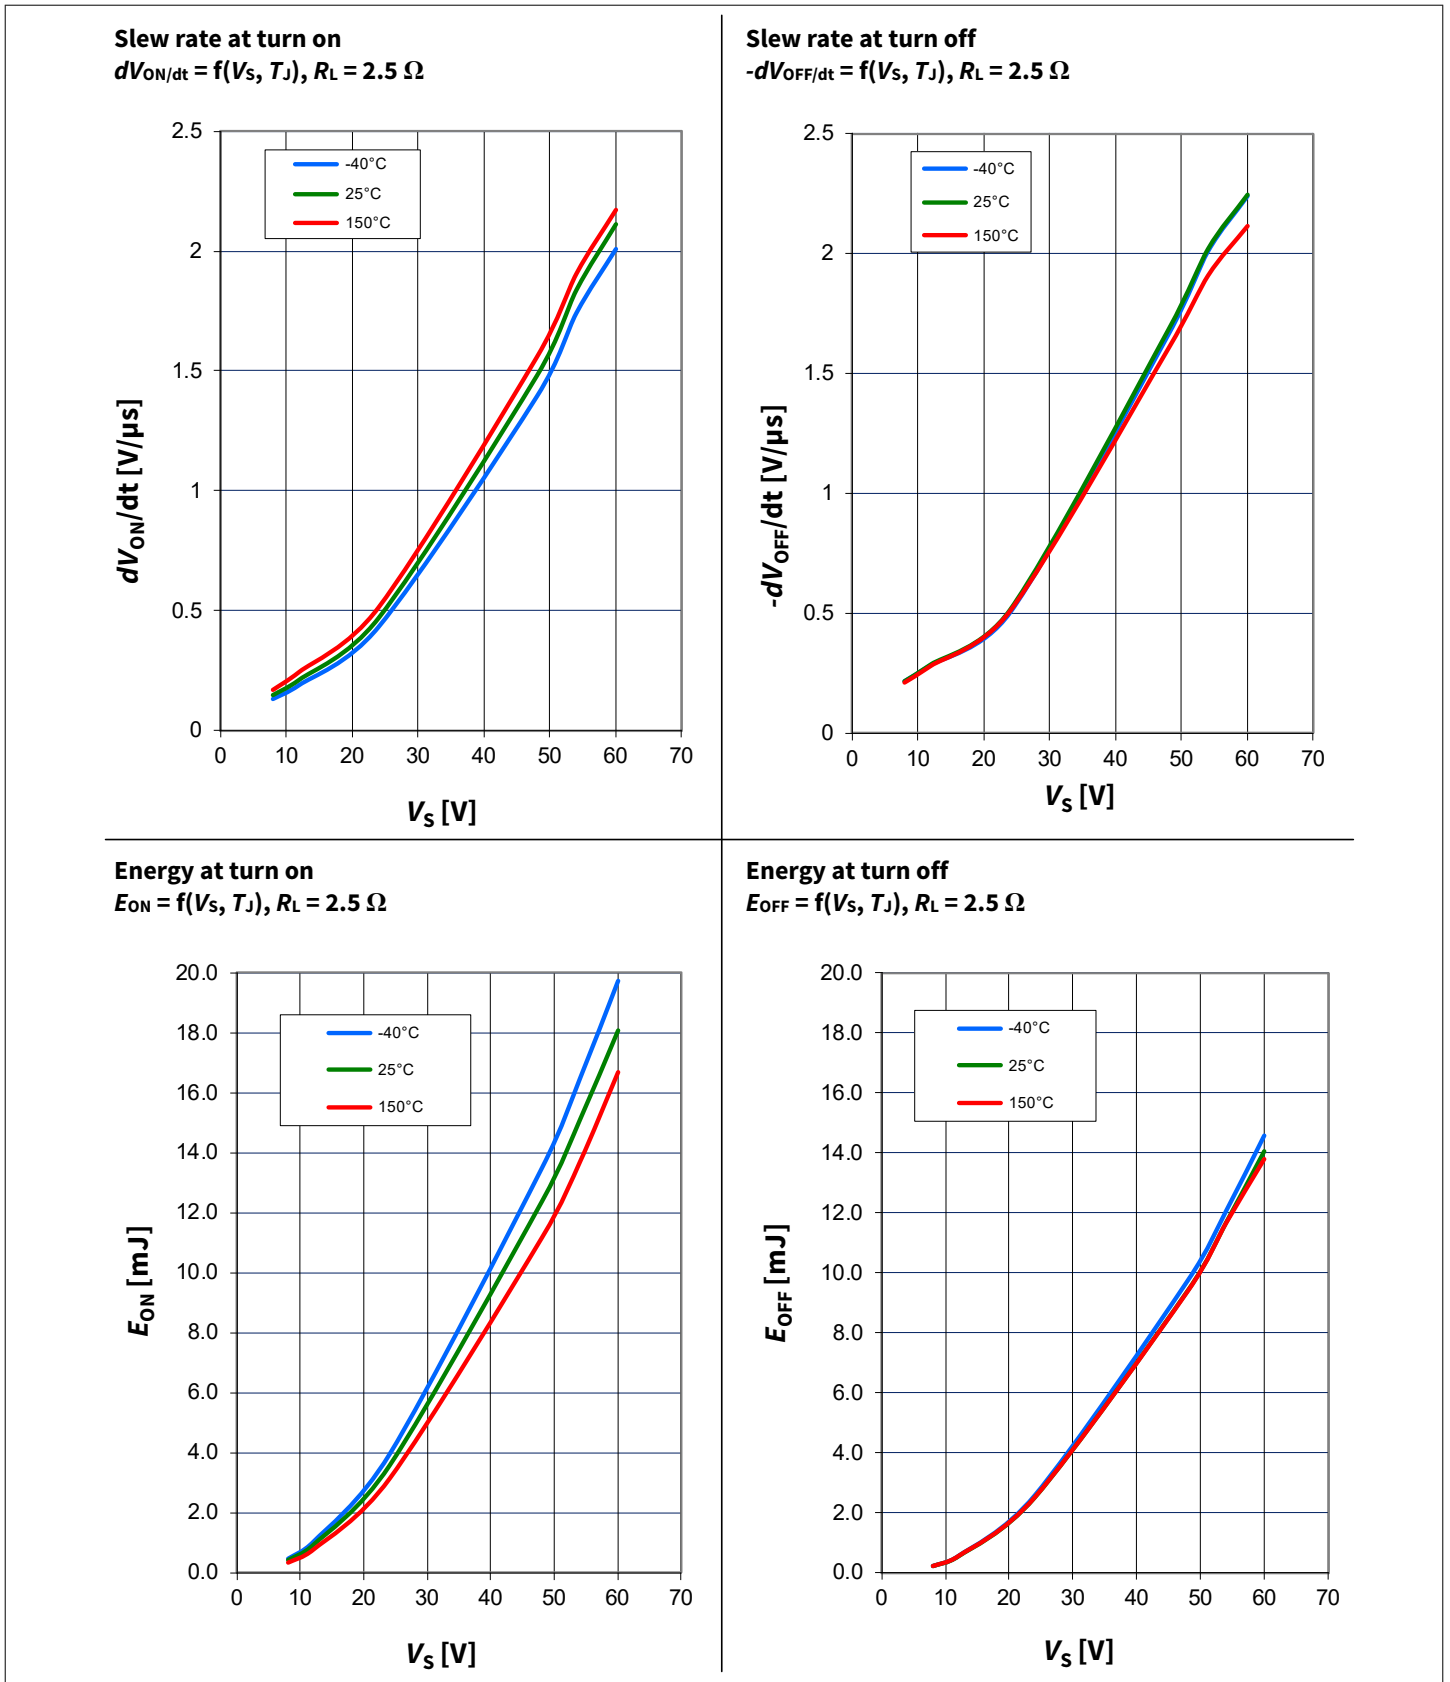 Slew rate at turn on
dVON/dt = f(VS, TJ), RL = 2.5 Ω
2.5
2
1.5
1
0.5
0
0 10 20 30 40 50 60 70
-40°C
25°C
150°C
dVON/dt [V/µs]
VS [V]
Slew rate at turn off
-dVOFF/dt = f(VS, TJ), RL = 2.5 Ω
2.5
2
1.5
1
0.5
0
0 10 20 30 40 50 60 70
-40°C
25°C
150°C
-dVOFF/dt [V/µs]
VS [V]
Energy at turn on
EON = f(VS, TJ), RL = 2.5 Ω
20.0
18.0
16.0
14.0
12.0
10.0
8.0
6.0
4.0
2.0
0.0
0 10 20 30 40 50 60 70
-40°C
25°C
150°C
EON [mJ]
VS [V]
Energy at turn off
EOFF = f(VS, TJ), RL = 2.5 Ω
20.0
18.0
16.0
14.0
12.0
10.0
8.0
6.0
4.0
2.0
0.0
0 10 20 30 40 50 60 70
-40°C
25°C
150°C
EOFF [mJ]
VS [V]